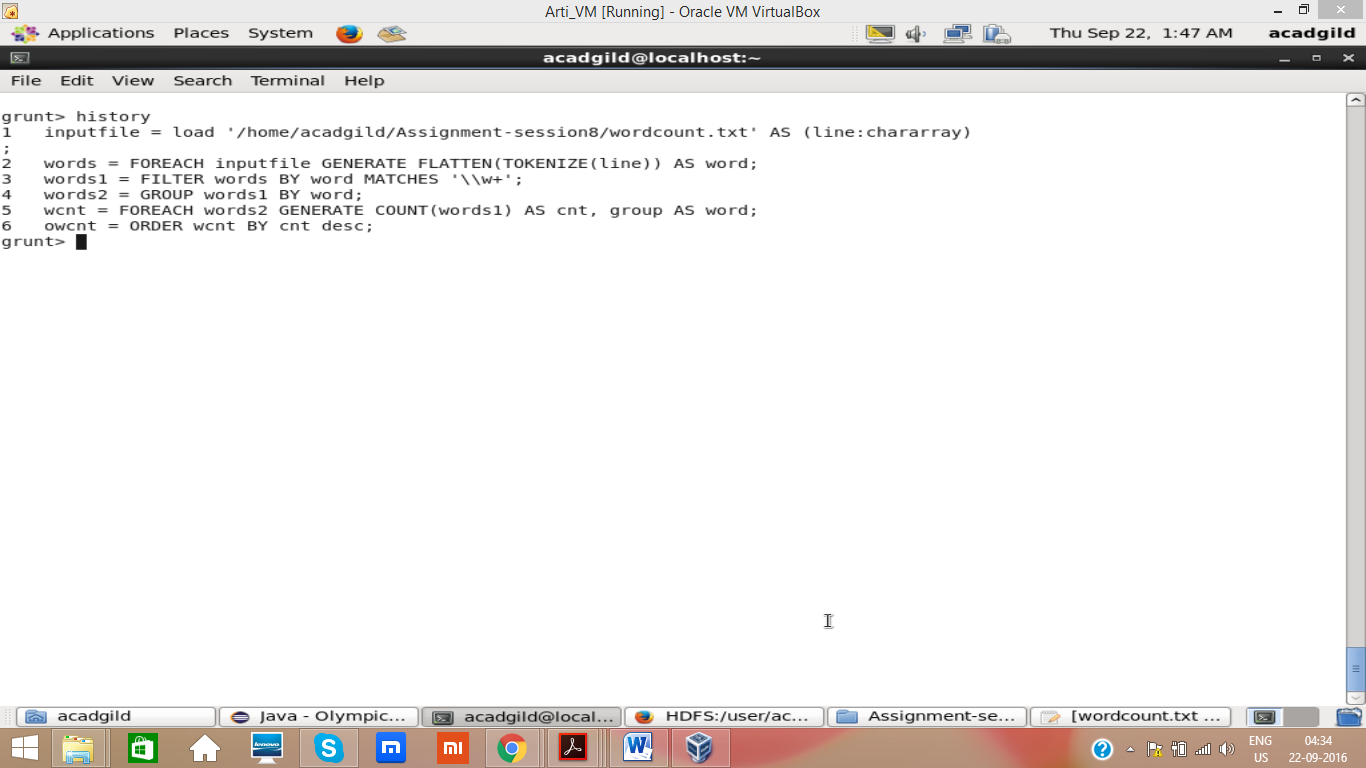 Arti_VM [Running] - Oracle VM VirtualBox
Applications Places System Thu Sep 22, 1:47 AM acadgild
acadgild@localhost:~
File Edit View Search Terminal Help
grunt> history
1 inputfile = load '/home/acadgild/Assignment-session8/wordcount.txt' AS (line:chararray)
;
2 words = FOREACH inputfile GENERATE FLATTEN(TOKENIZE(line)) AS word;
3 words1 = FILTER words BY word MATCHES '\\w+';
4 words2 = GROUP words1 BY word;
5 wcnt = FOREACH words2 GENERATE COUNT(words1) AS cnt, group AS word;
6 owcnt = ORDER wcnt BY cnt desc;
grunt>
acadgild Java - Olympic... acadgild@local... HDFS:/user/ac... Assignment-se... [wordcount.txt ...
lenovo S m mi W ? ENG 04:34
US 22-09-2016